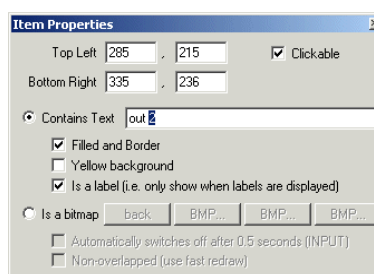 Item Properties
Top Left 285 , 215 Clickable
Bottom Right 335 , 236
Contains Text out 2
Filled and Border
Yellow background
Is a label (i.e. only show when labels are displayed)
Is a bitmap back BMP... BMP... BMP...
Automatically switches off after 0.5 seconds (INPUT)
Non-overlapped (use fast redraw)